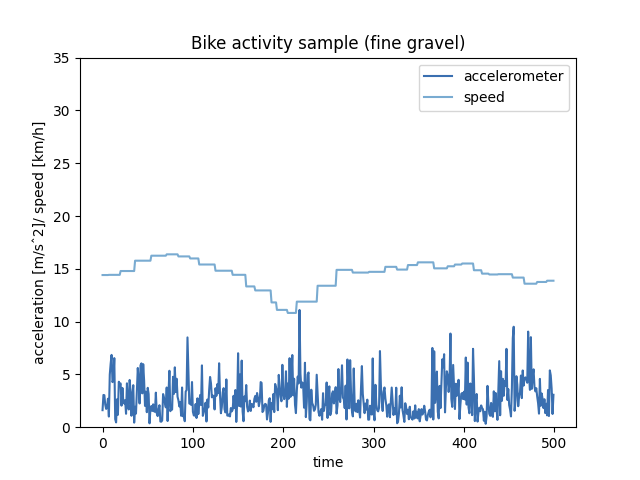 Bike activity sample (fine gravel)
accelerometer
speed
acceleration [m/sˆ2]/ speed [km/h]
35
30
25
20
15
10
5
0
0 100 200 300 400 500
time